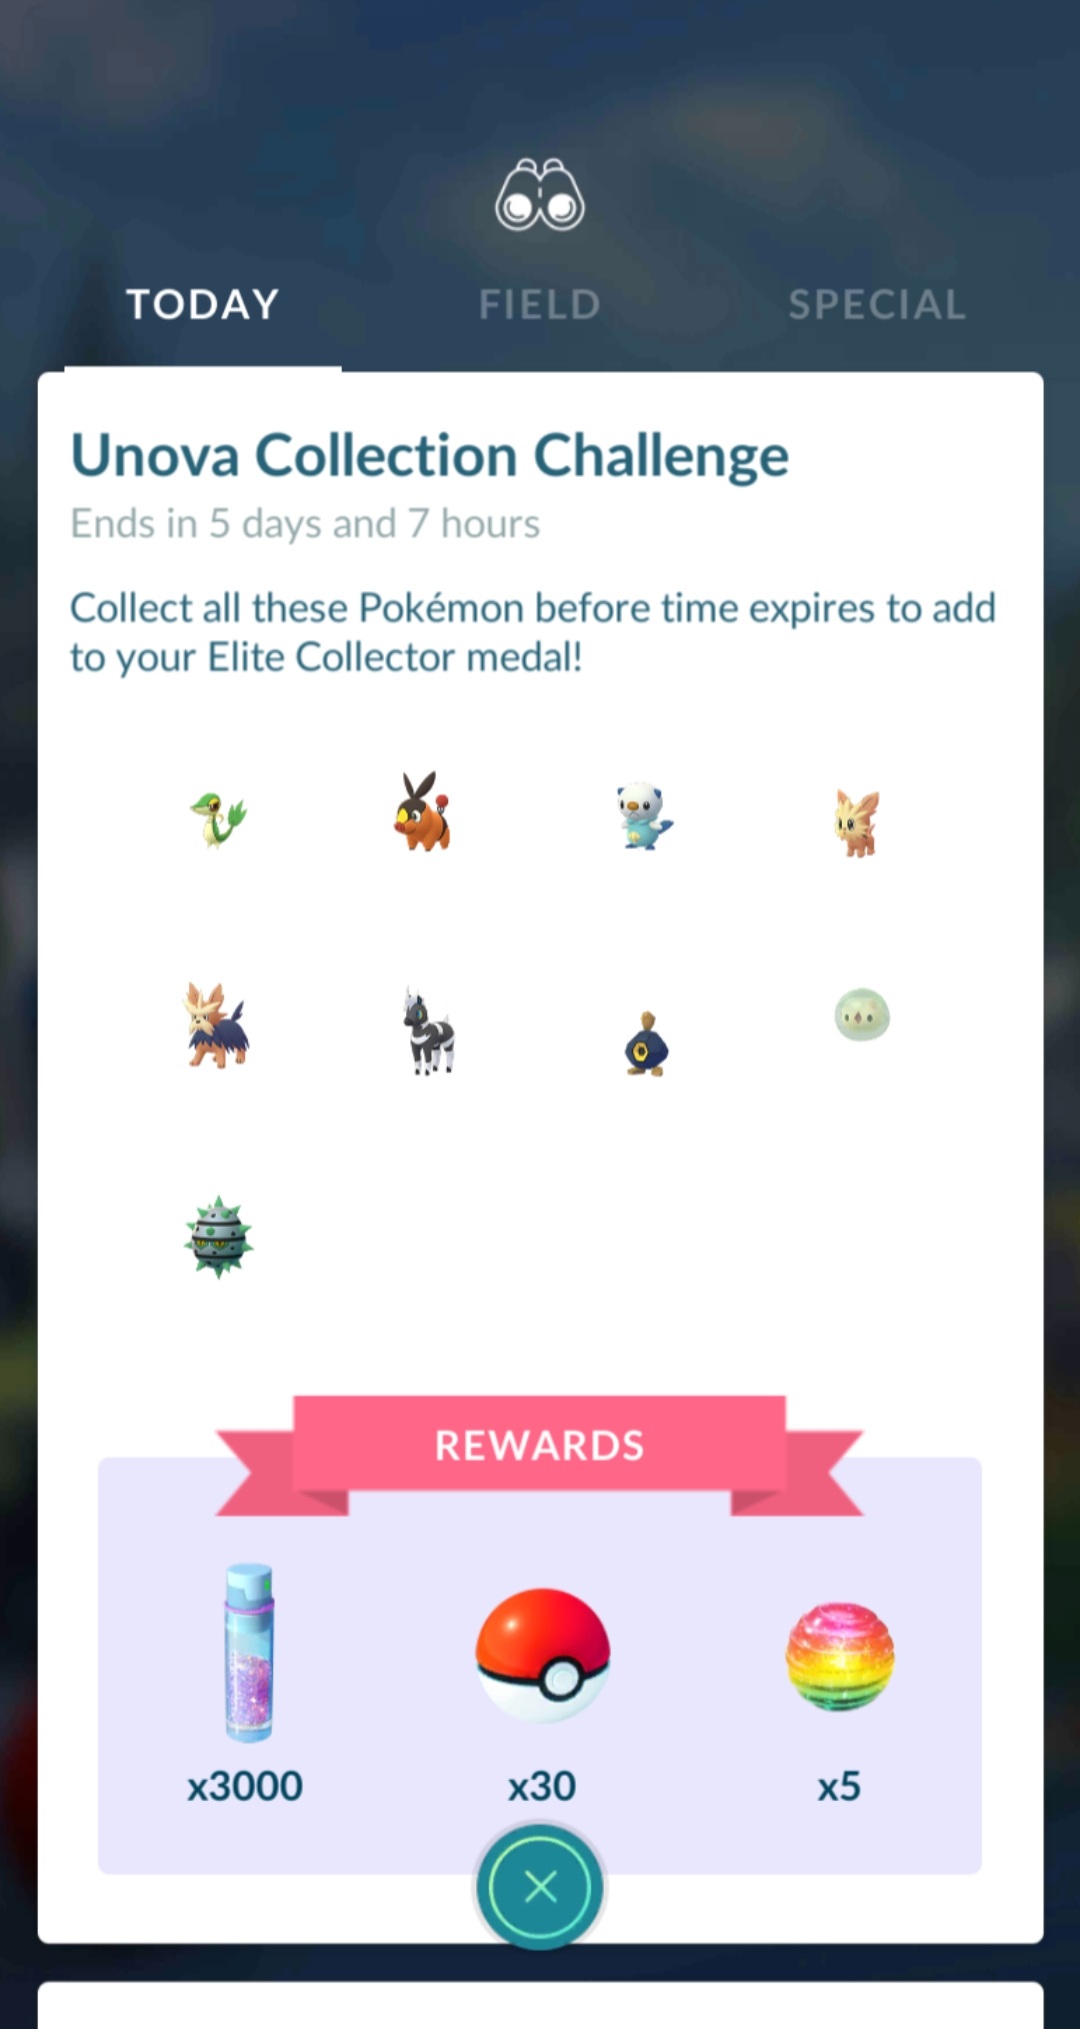 TODAY
FIELD
SPECIAL
Unova Collection Challenge
Ends in 5 days and 7 hours
Collect all these Pokémon before time expires to add
to your Elite Collector medal!
REWARDS
x3000
x30
x5